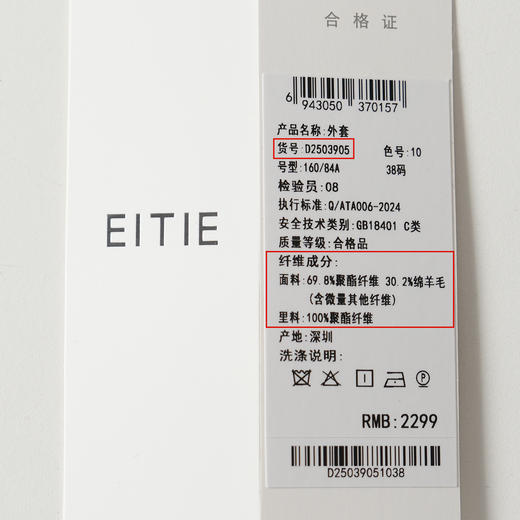 合格证
EITIE
6 943050 370157
产品名称:外套
货号:D2503905 色号:10
号型:160/84A 38码
检验员:08
执行标准:Q/ATA006-2024
安全技术类别:GB18401 C类
质量等级:合格品
纤维成分:
面料:69.8%聚酯纤维 30.2%绵羊毛
(含微量其他纤维)
里料:100%聚酯纤维
产地:深圳
洗涤说明:
RMB:2299
D25039051038